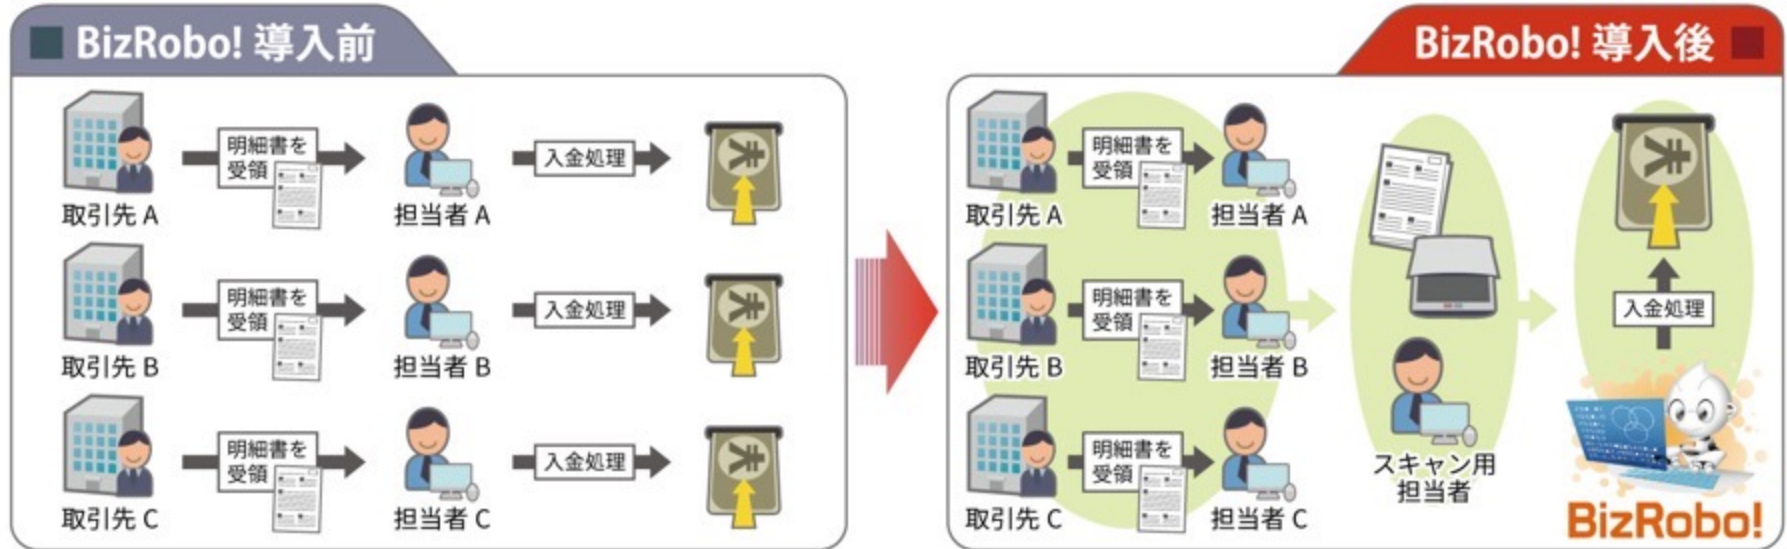 BizRobo! 導入前
明細書を
受領
入金処理
取引先 A
担当者 A
明細書を
受領
入金処理
取引先 B
担当者 B
明細書を
受領
入金処理
取引先 C
担当者 C
BizRobo! 導入後
明細書を
受領
取引先 A
担当者 A
明細書を
受領
取引先 B
担当者 B
明細書を
受領
取引先 C
担当者 C
スキャン用
担当者
入金処理
BizRobo!